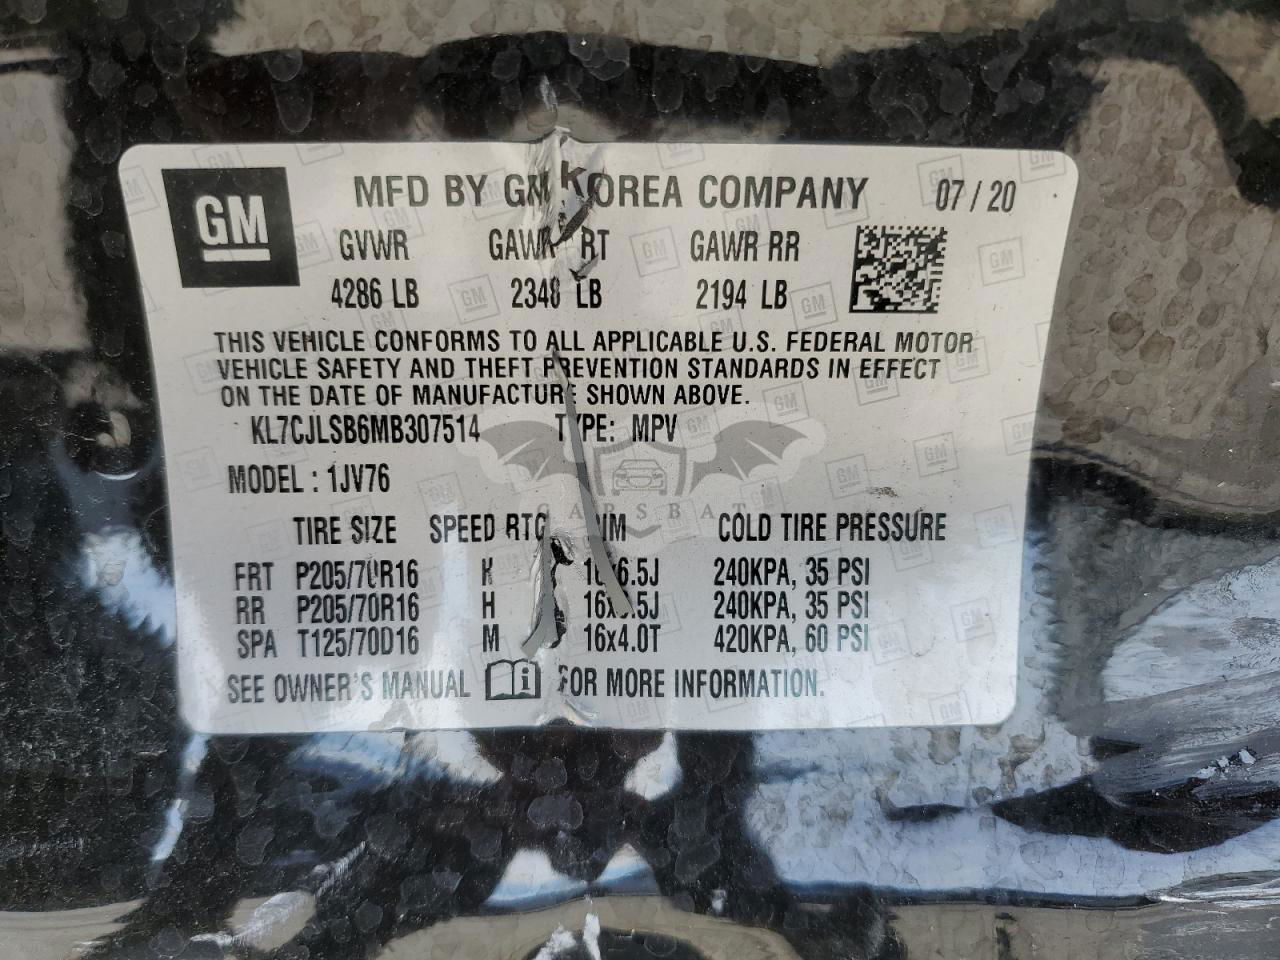 GM MFD BY GM KOREA COMPANY 07/20
GVWR GAWR RT GAWR RR
4286 LB 2348 LB 2194 LB
THIS VEHICLE CONFORMS TO ALL APPLICABLE U.S. FEDERAL MOTOR
VEHICLE SAFETY AND THEFT PREVENTION STANDARDS IN EFFECT
ON THE DATE OF MANUFACTURE SHOWN ABOVE.
KL7CJLSB6MB307514 TYPE: MPV
MODEL : 1JV76
CARSBAT
TIRE SIZE SPEED RTG RIM COLD TIRE PRESSURE
FRT P205/70R16 H 240KPA, 35 PSI
RR P205/70R16 H 16x6.5J 240KPA, 35 PSI
SPA T125/70D16 M 16x4.0T 420KPA, 60 PSI
SEE OWNER'S MANUAL FOR MORE INFORMATION.